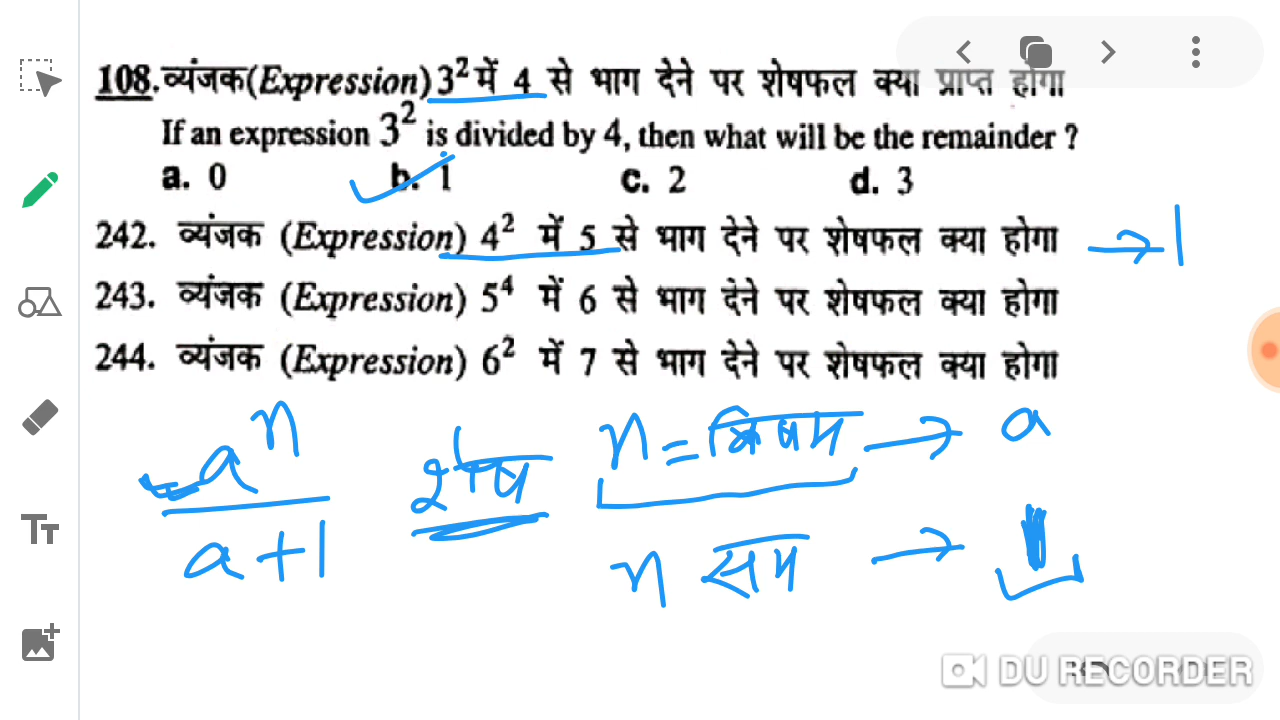 108. व्यंजक(Expression) 3² में 4 से भाग देने पर शेषफल क्या प्राप्त होगा
If an expression 3² is divided by 4, then what will be the remainder ?
a. 0 b. 1 c. 2 d. 3
242. व्यंजक (Expression) 4² में 5 से भाग देने पर शेषफल क्या होगा → 1
243. व्यंजक (Expression) 5⁴ में 6 से भाग देने पर शेषफल क्या होगा
244. व्यंजक (Expression) 6² में 7 से भाग देने पर शेषफल क्या होगा
aⁿ
a+1
शेष
n = विषम → a
n सम → 1
Tт
DU RECORDER